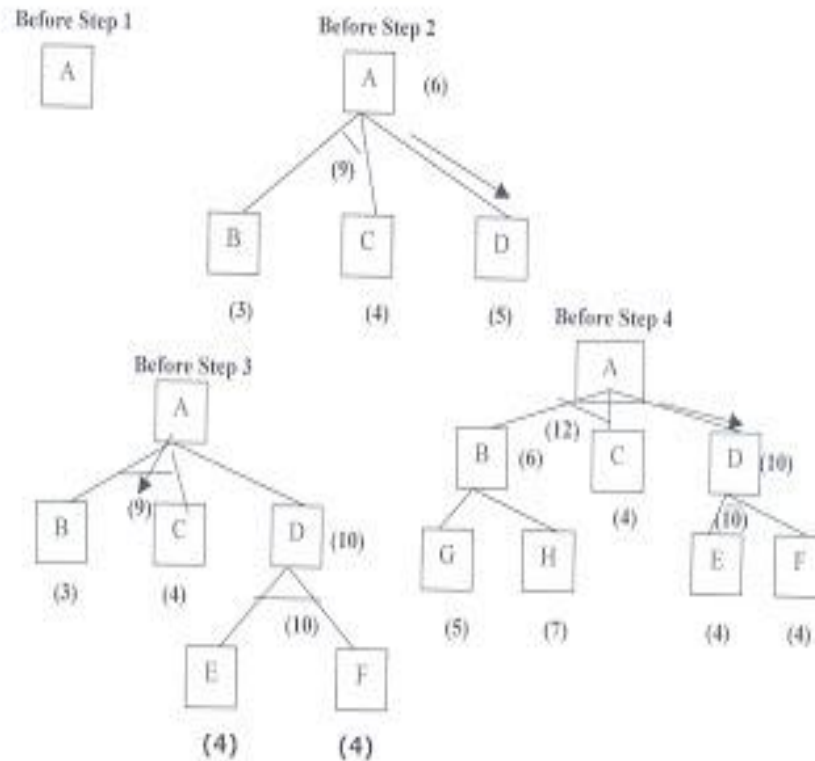 Before Step 1
A
Before Step 2
A (6)
(9)
B C D
(3) (4) (5)
Before Step 3
A
(9)
B C D (10)
(3) (4)
(10)
E F
(4) (4)
Before Step 4
A
(12)
B (6) C D (10)
(4) (10)
G H E F
(5) (7) (4) (4)